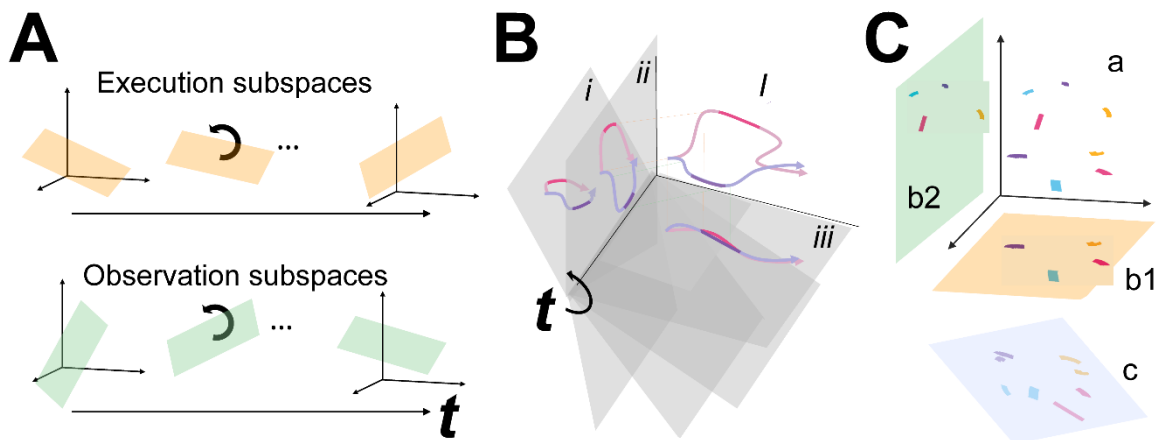 A
Execution subspaces
...
Observation subspaces
...
t
B
i
ii
I
iii
t
C
a
b2
b1
c